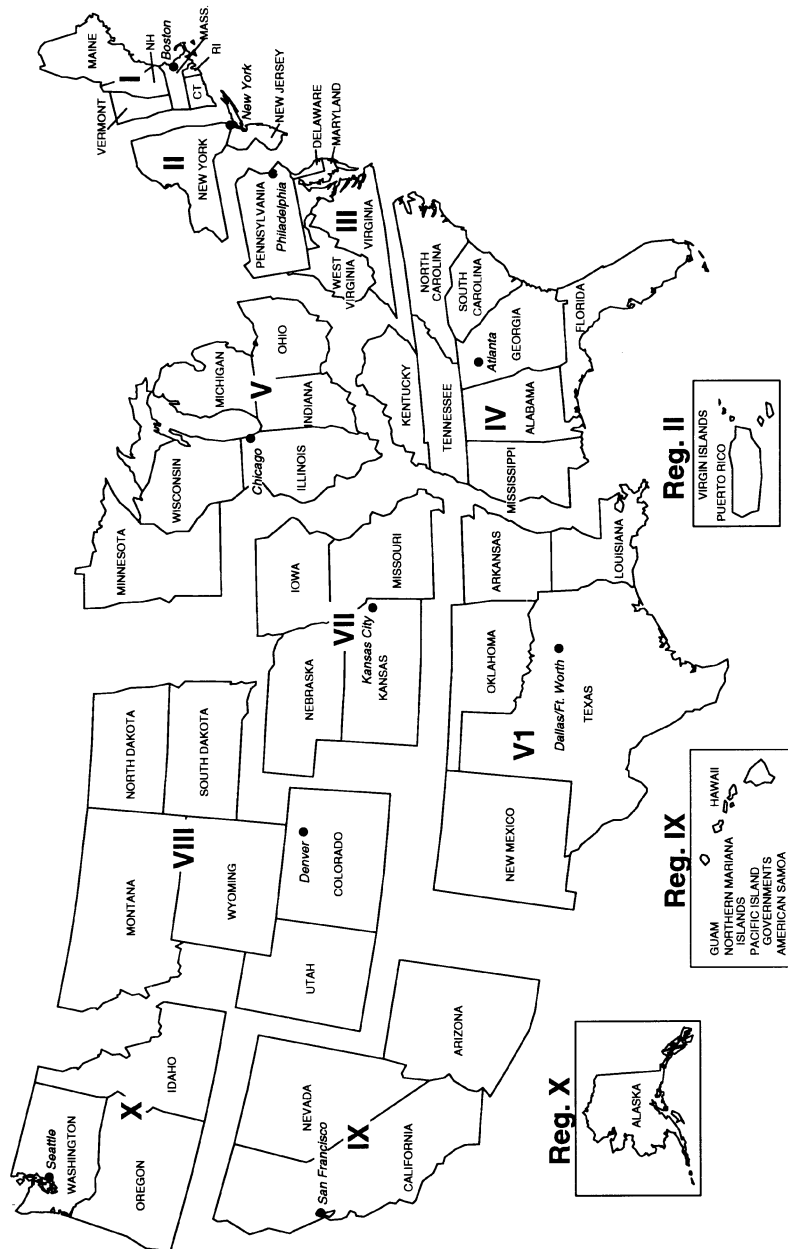 Seattle
WASHINGTON
OREGON
X
IDAHO
MONTANA
VIII
WYOMING
NORTH DAKOTA
SOUTH DAKOTA
UTAH
Denver
COLORADO
NEVADA
San Francisco
IX
CALIFORNIA
ARIZONA
MINNESOTA
WISCONSIN
MICHIGAN
V
Chicago
ILLINOIS
INDIANA
OHIO
NEBRASKA
IOWA
VII
Kansas City
KANSAS
MISSOURI
NEW MEXICO
OKLAHOMA
V1
Dallas/Ft. Worth
TEXAS
ARKANSAS
LOUISIANA
KENTUCKY
TENNESSEE
NORTH
CAROLINA
SOUTH
CAROLINA
Atlanta
GEORGIA
IV
ALABAMA
MISSISSIPPI
FLORIDA
PENNSYLVANIA
Philadelphia
WEST
VIRGINIA
III
VIRGINIA
DELAWARE
MARYLAND
II
NEW YORK
New York
NEW JERSEY
VERMONT
MAINE
I
NH
Boston
MASS.
RI
CT
Reg. X
ALASKA
Reg. IX
GUAM
NORTHERN MARIANA
ISLANDS
PACIFIC ISLAND
GOVERNMENTS
AMERICAN SAMOA
HAWAII
Reg. II
VIRGIN ISLANDS
PUERTO RICO